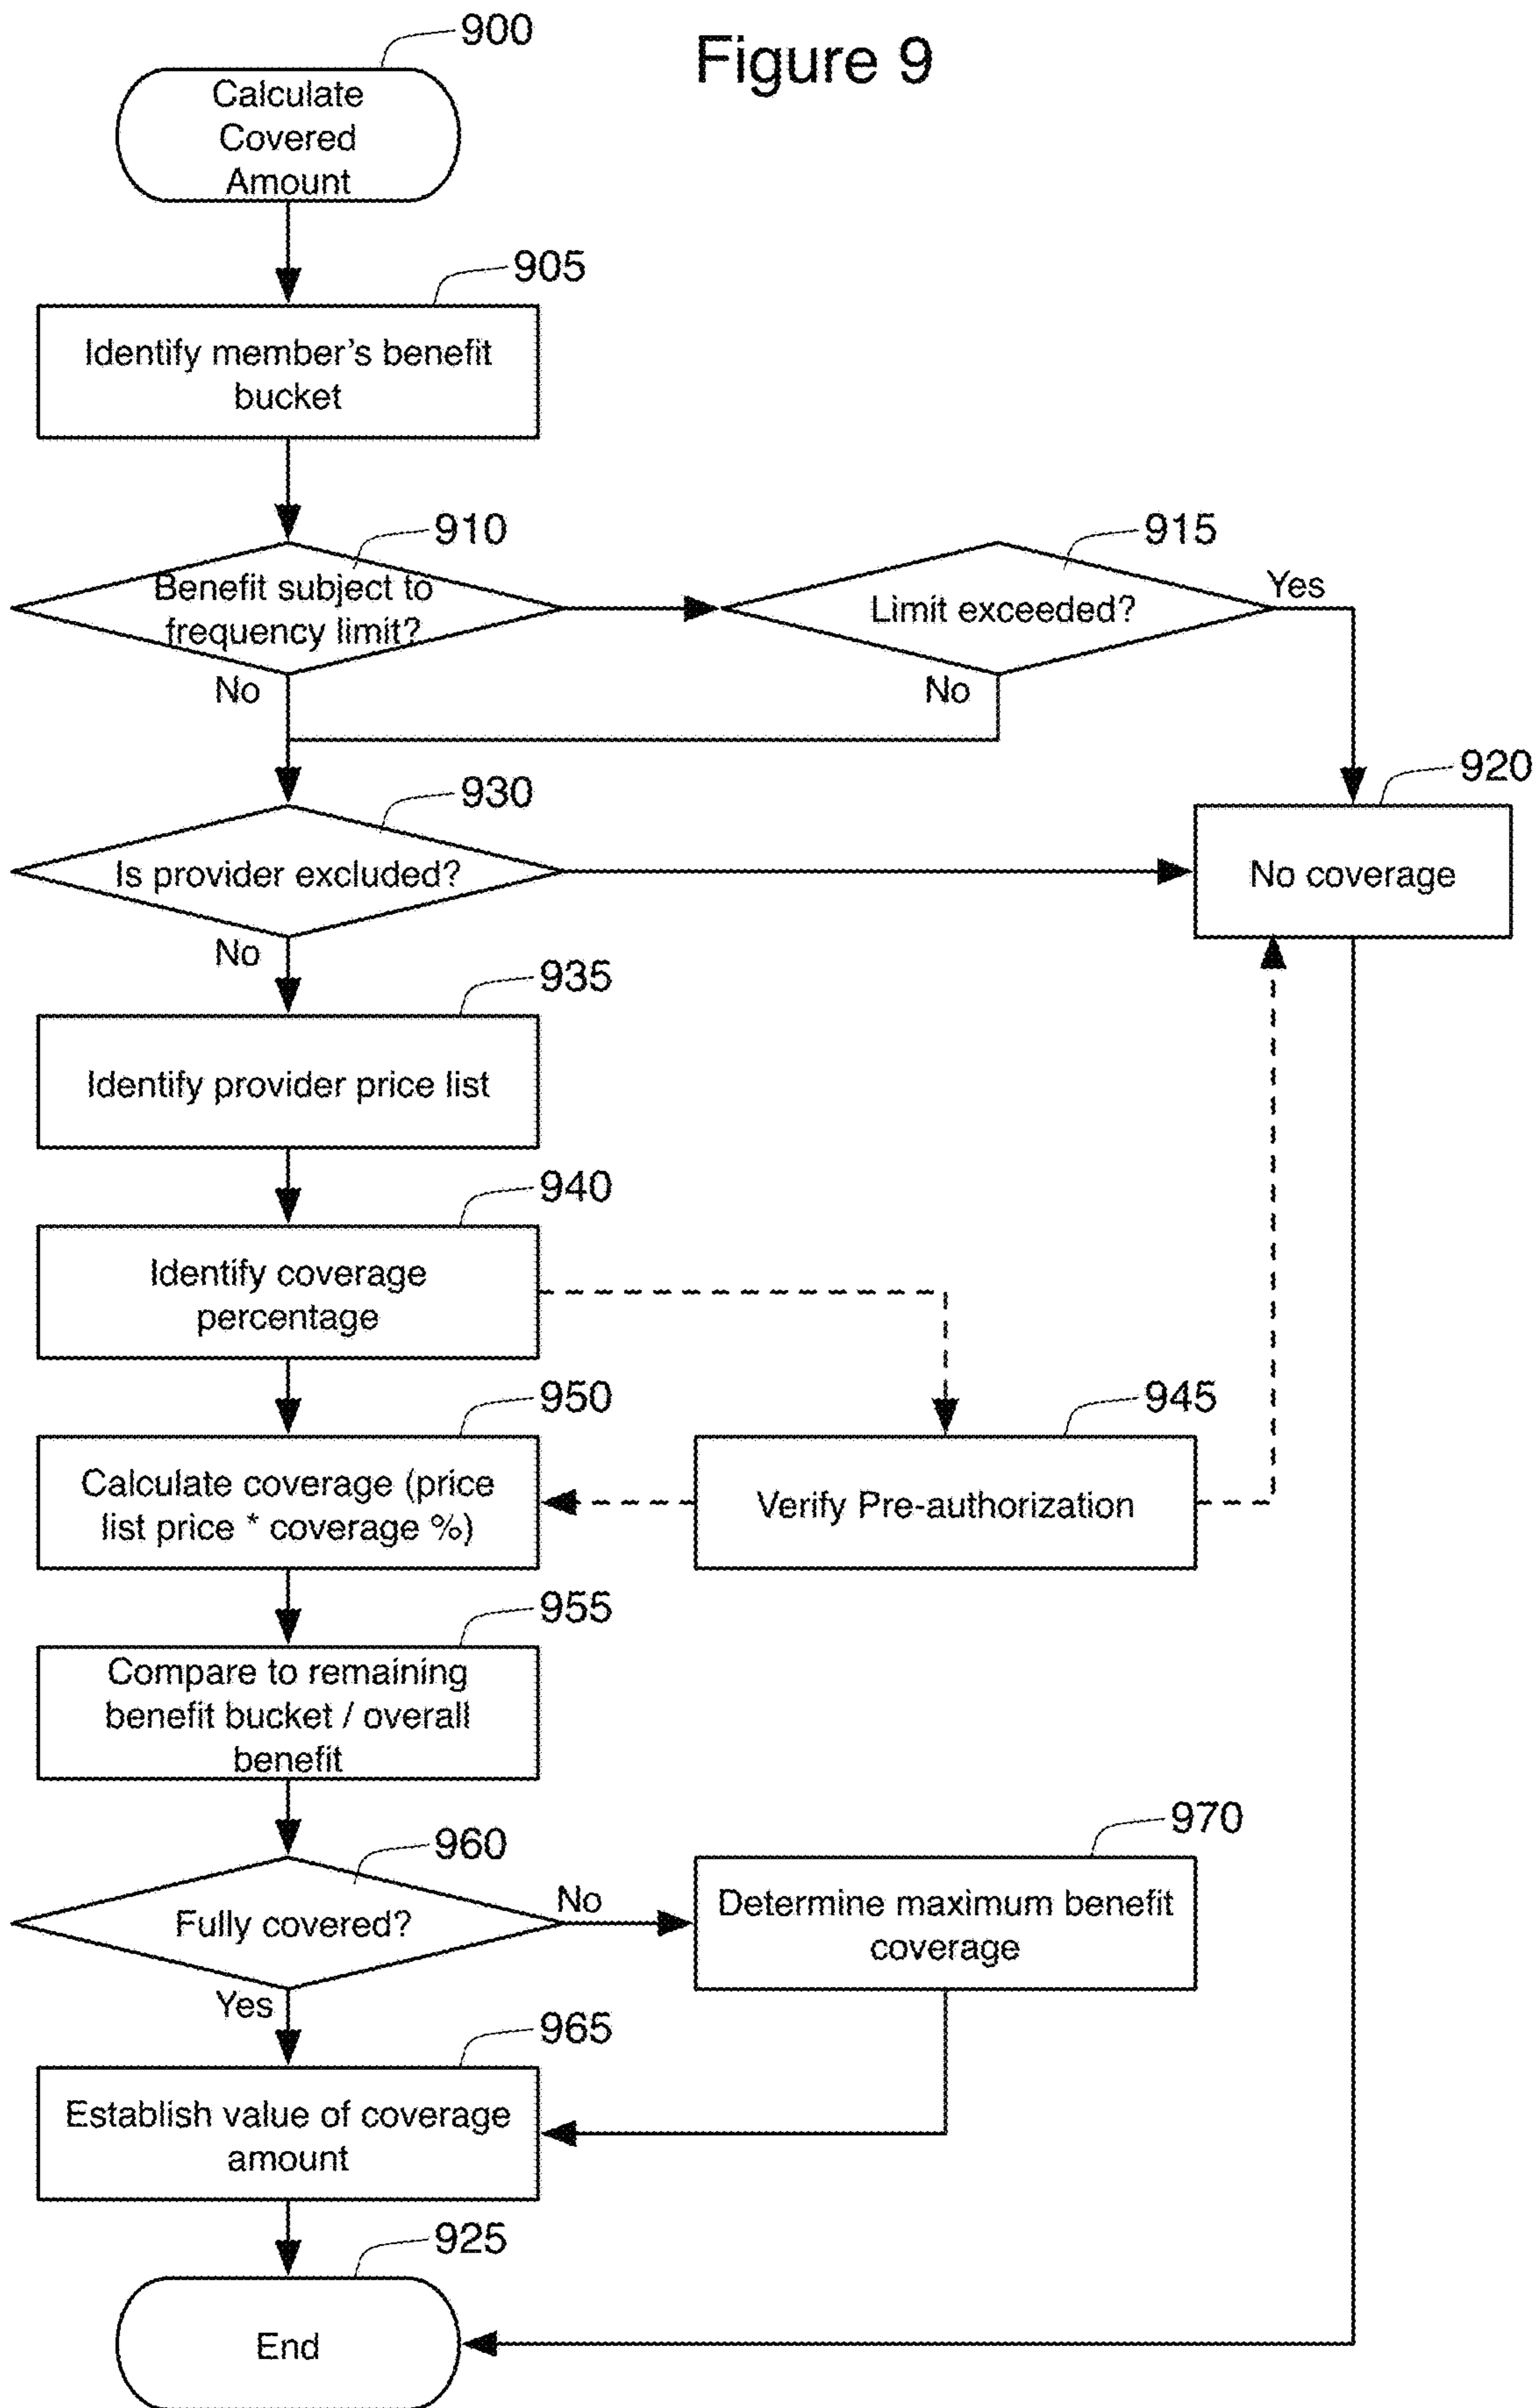 Figure 9
900
Calculate
Covered
Amount
905
Identify member's benefit
bucket
910
Benefit subject to
frequency limit?
No
915
Limit exceeded?
Yes
No
920
No coverage
930
Is provider excluded?
No
935
Identify provider price list
940
Identify coverage
percentage
945
Verify Pre-authorization
950
Calculate coverage (price
list price * coverage %)
955
Compare to remaining
benefit bucket / overall
benefit
960
Fully covered?
No
Yes
970
Determine maximum benefit
coverage
965
Establish value of coverage
amount
925
End